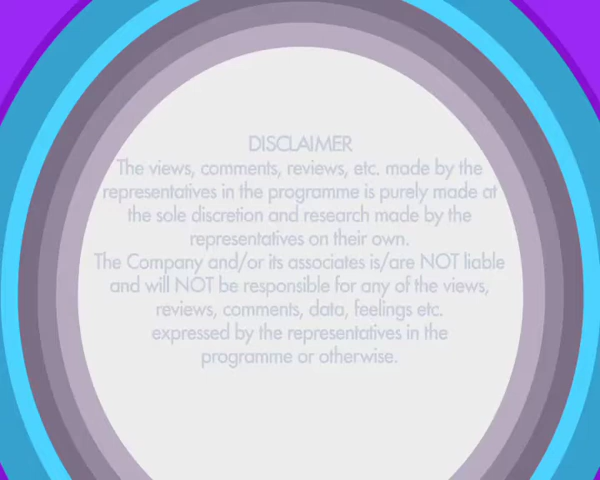 DISCLAIMER
The views, comments, reviews, etc. made by the
representatives in the programme is purely made at
the sole discretion and research made by the
representatives on their own.
The Company and/or its associates is/are NOT liable
and will NOT be responsible for any of the views,
reviews, comments, data, feelings etc.
expressed by the representatives in the
programme or otherwise.